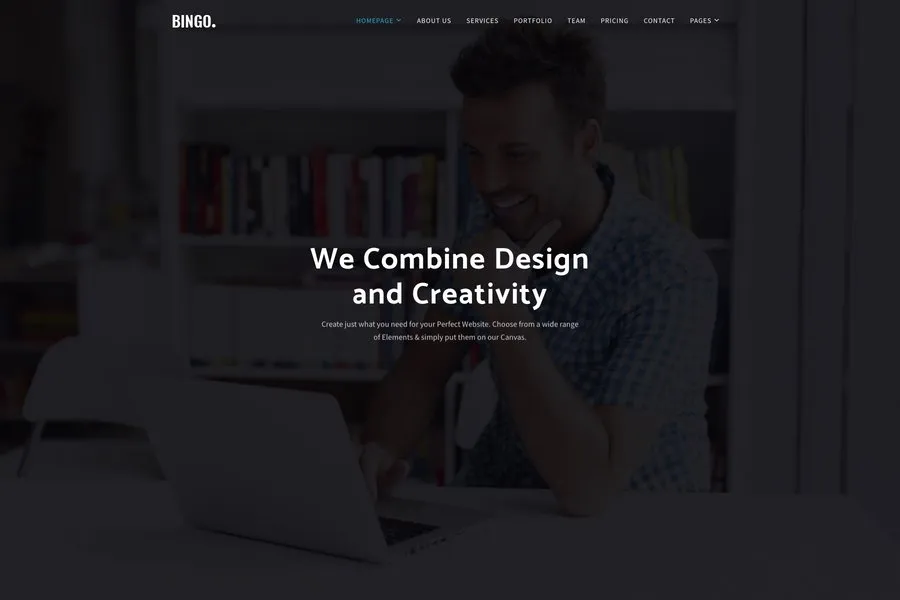 BINGO.
HOMEPAGE ABOUT US SERVICES PORTFOLIO TEAM PRICING CONTACT PAGES
We Combine Design
and Creativity
Create just what you need for your Perfect Website. Choose from a wide range
of Elements & simply put them on our Canvas.